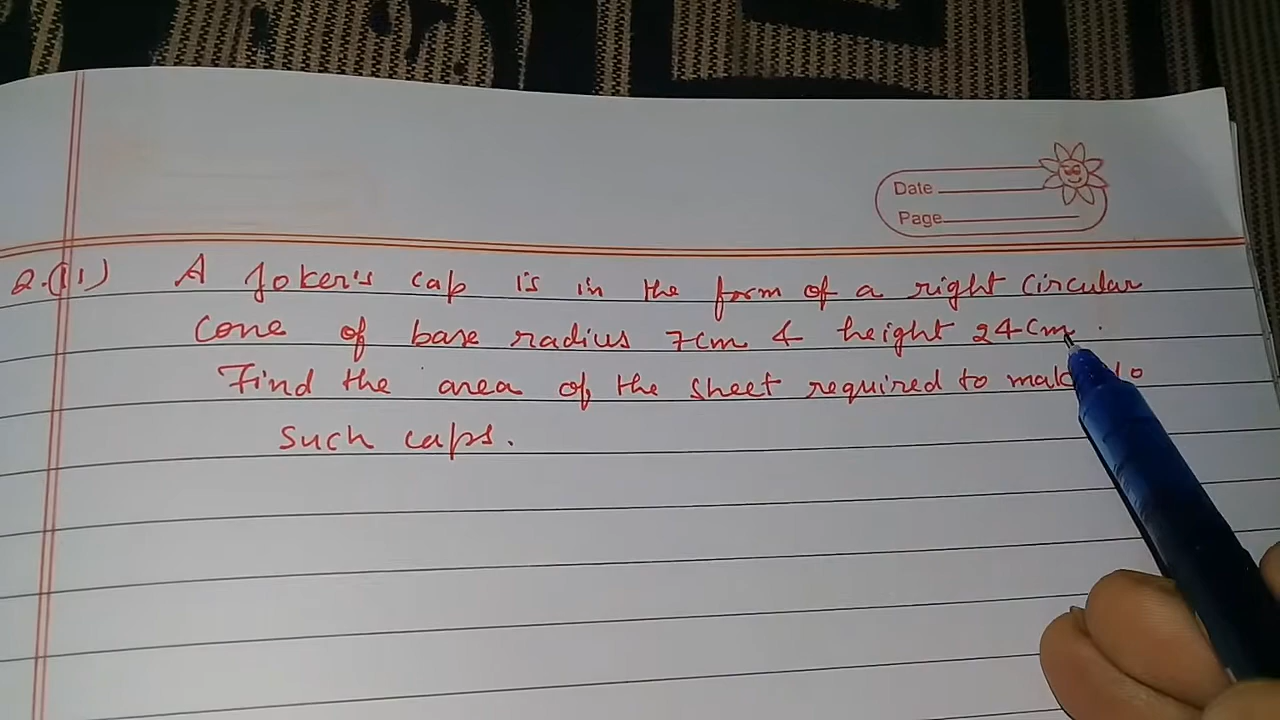 Date
Page
Q.(11) A Joker's cap is in the form of a right circular
cone of base radius 7cm & height 24cm.
Find the area of the sheet required to make 10
such caps.